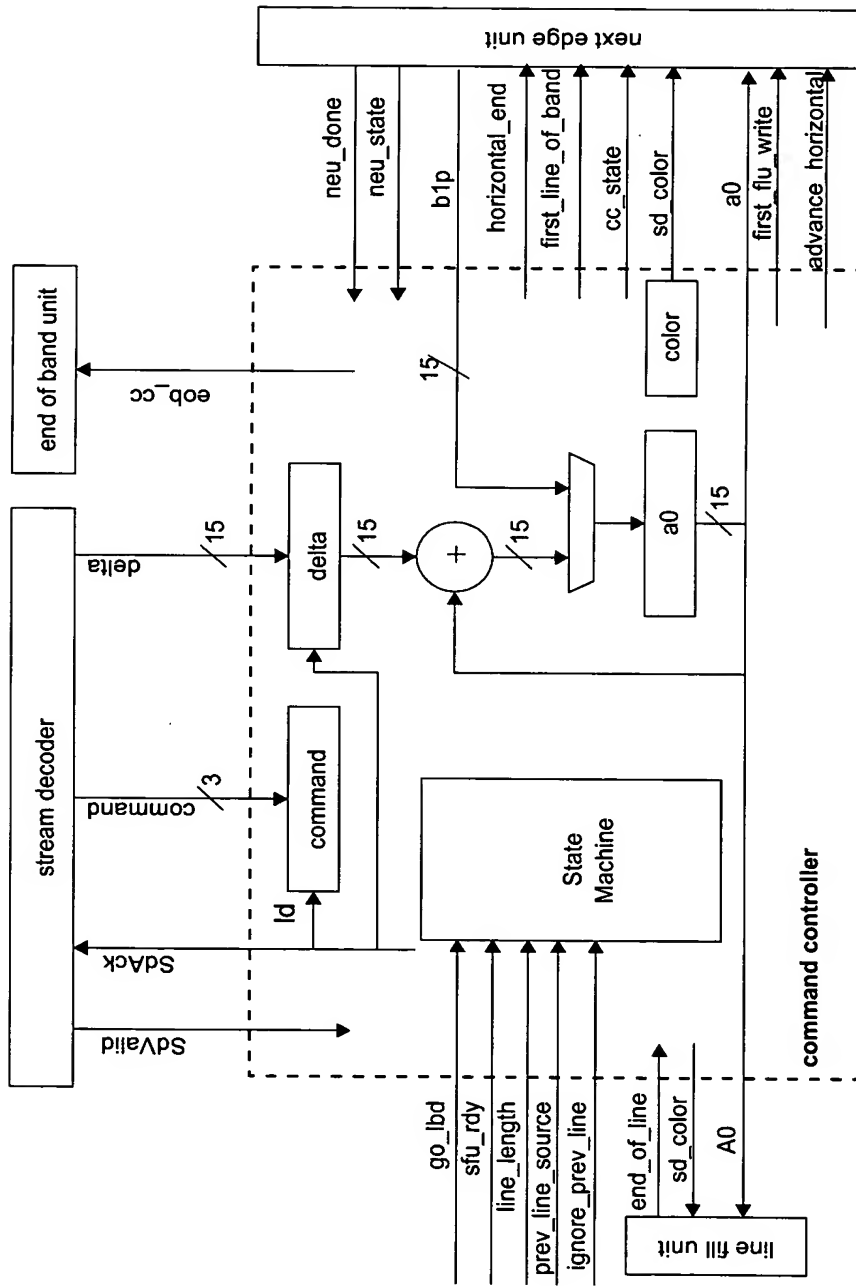 stream decoder
end of band unit
SdValid
SdAck
command
3
delta
15
eob_cc
neu_done
neu_state
b1p
15
horizontal_end
first_line_of_band
cc_state
sd_color
a0
first_flu_write
advance_horizontal
next edge unit
ld
command
delta
15
+
15
color
a0
15
State
Machine
go_lbd
sfu_rdy
line_length
prev_line_source
ignore_prev_line
end_of_line
sd_color
A0
line fill unit
command controller